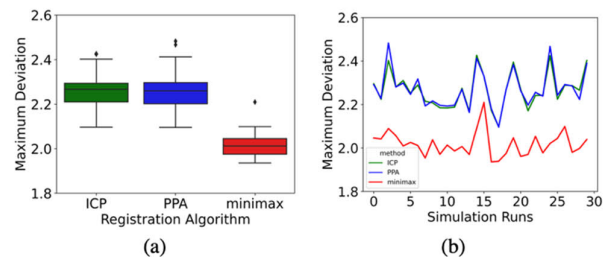 2.6
2.4
2.2
2.0
1.8
Maximum Deviation
ICP PPA minimax
Registration Algorithm
(a)
2.6
2.4
2.2
2.0
1.8
Maximum Deviation
method
ICP
PPA
minimax
0 5 10 15 20 25 30
Simulation Runs
(b)